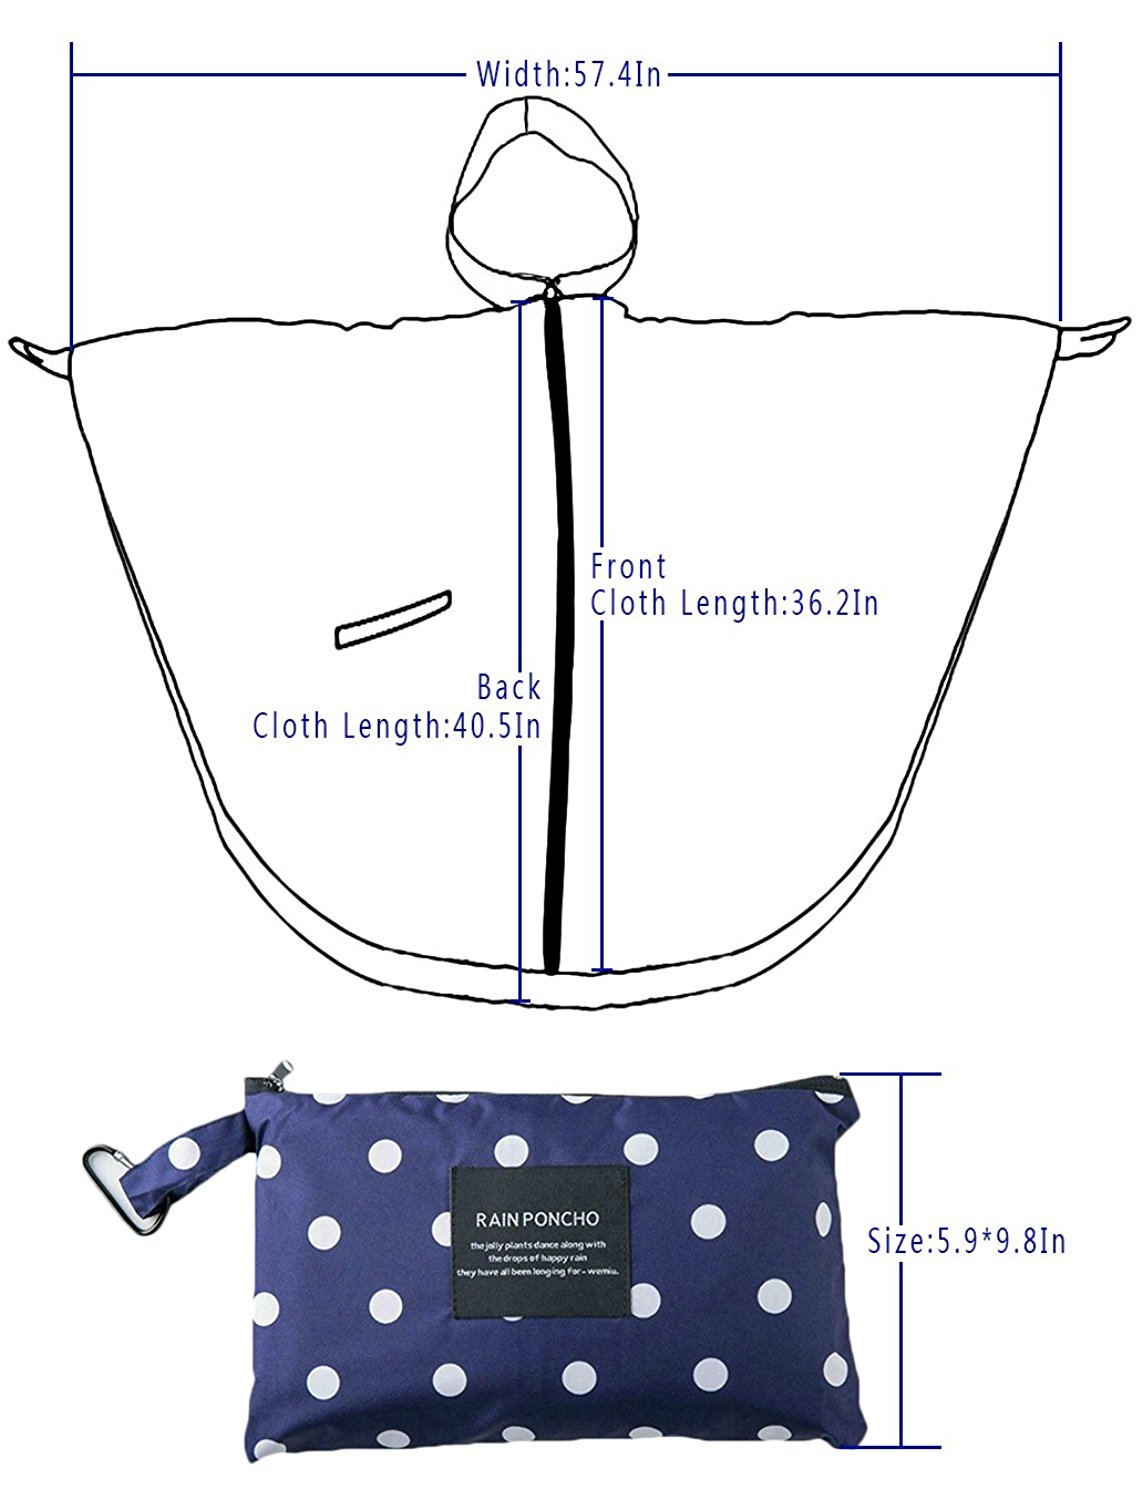 Width:57.4In
Front
Cloth Length:36.2In
Back
Cloth Length:40.5In
RAIN PONCHO
the jolly plants dance along with
the drops of happy rain
they have all been longing for-wemiu.
Size:5.9*9.8In